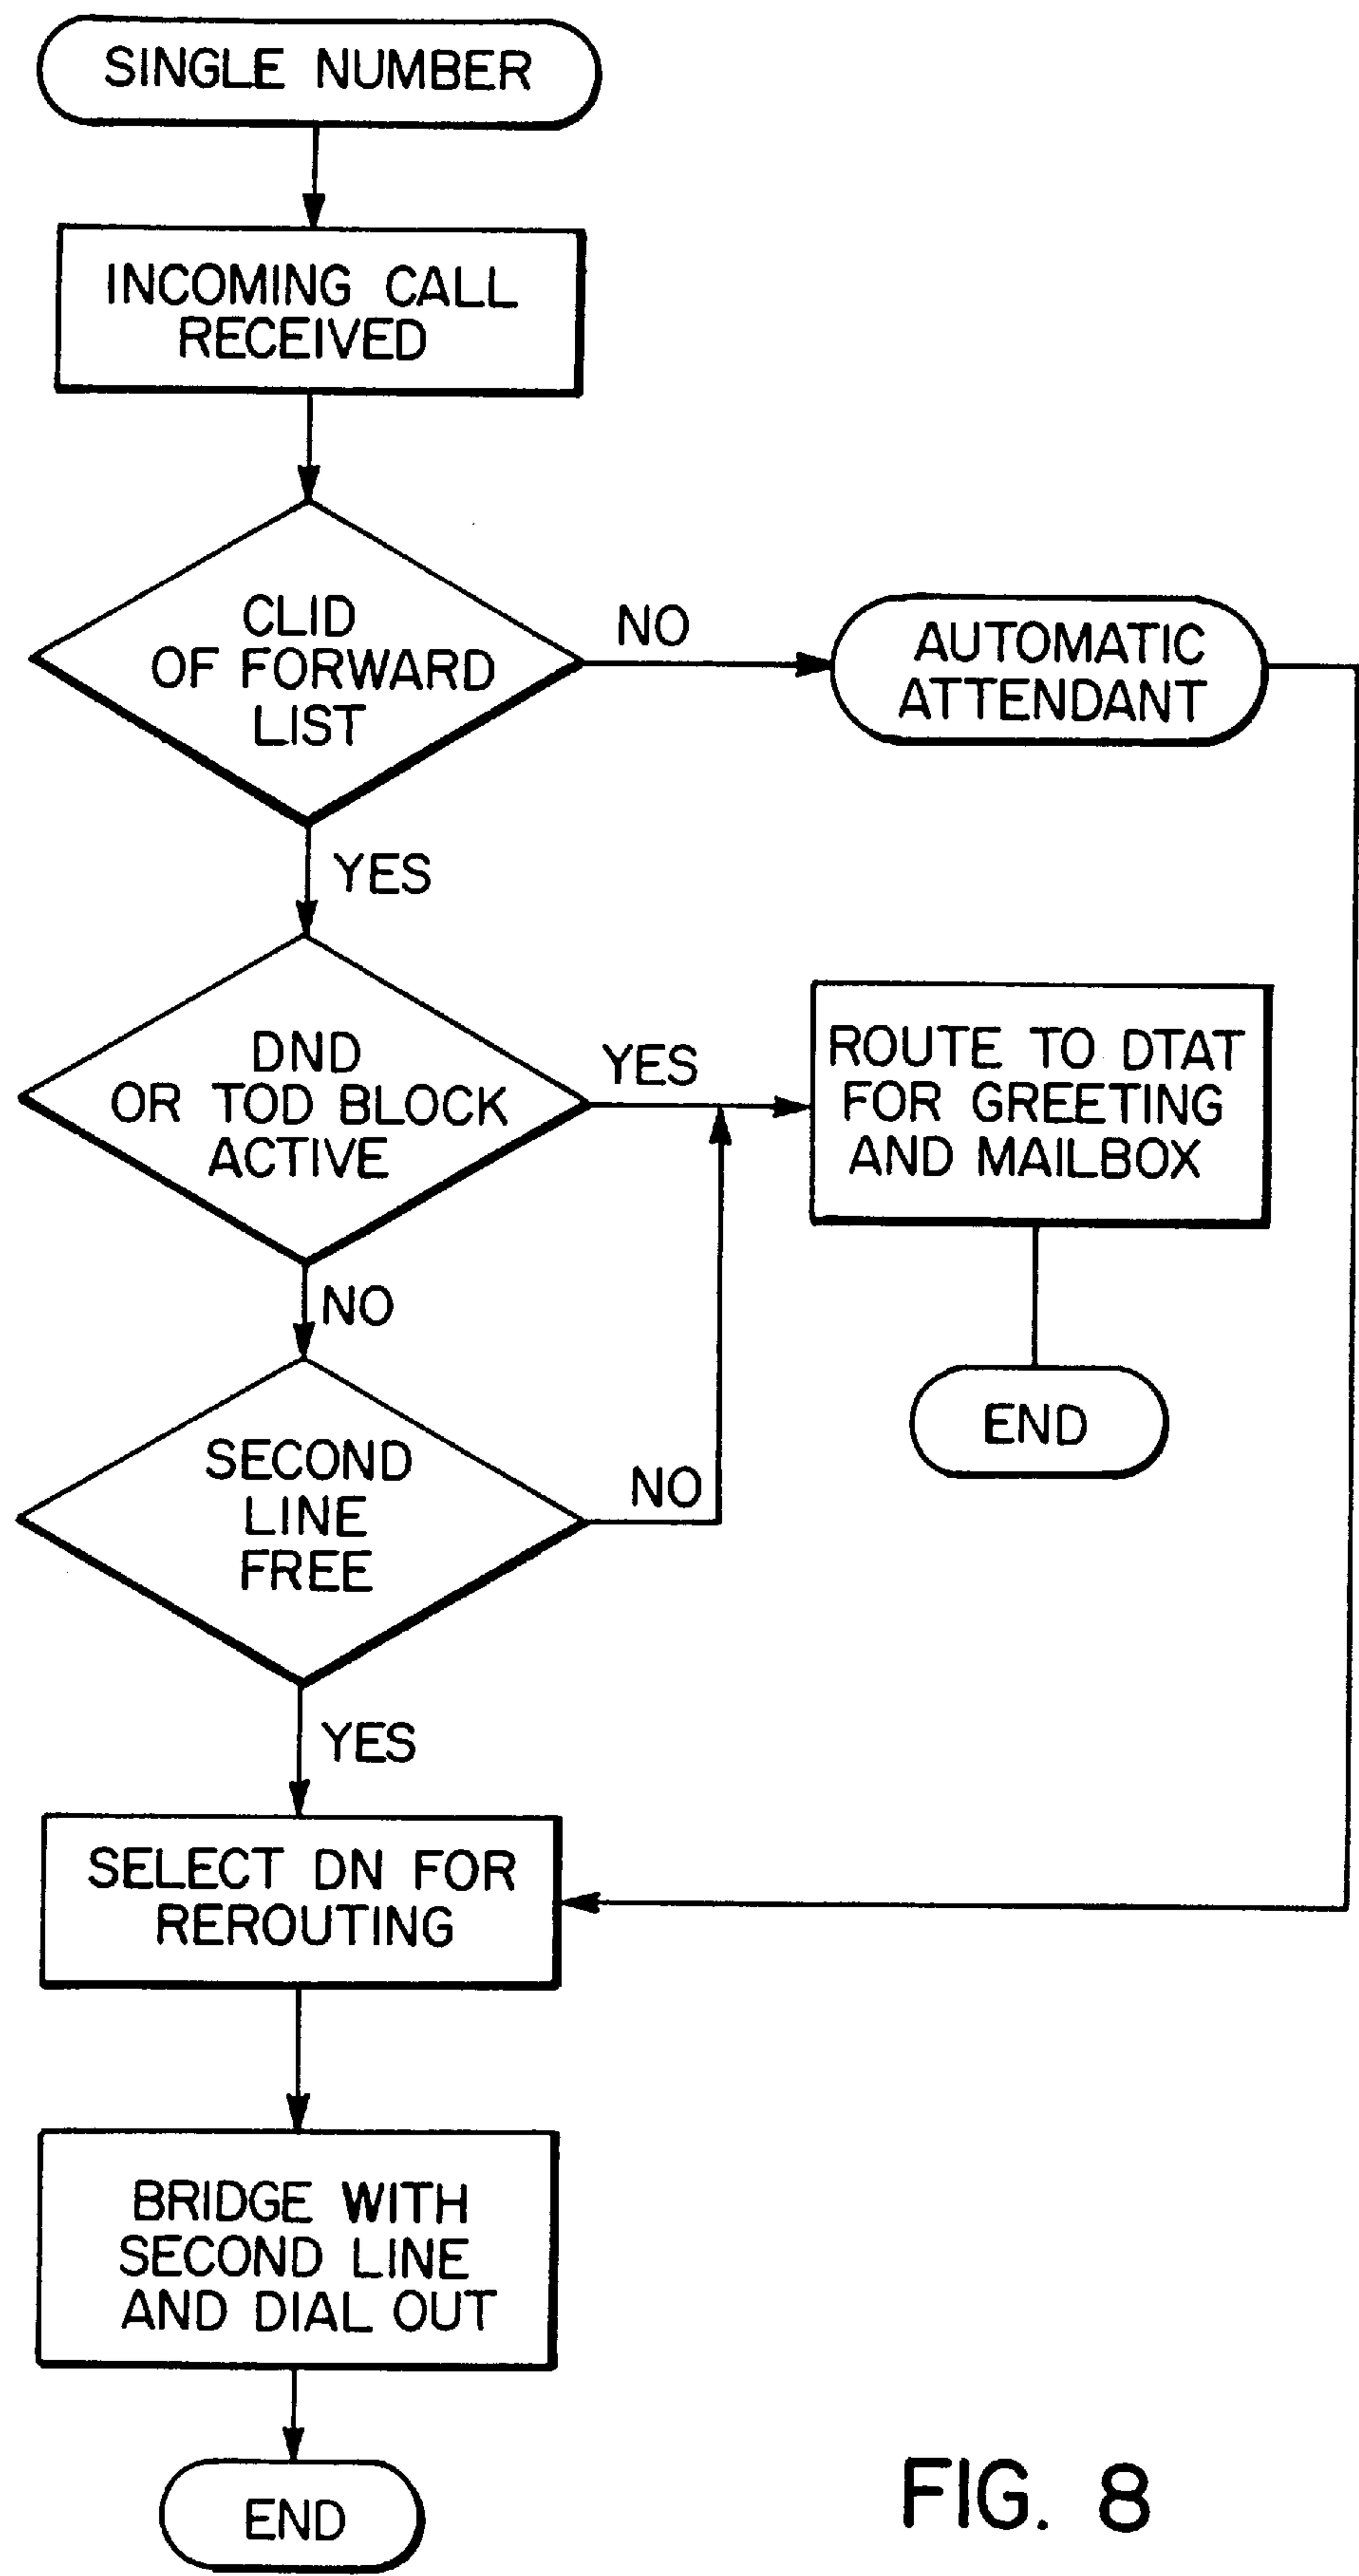 SINGLE NUMBER
INCOMING CALL
RECEIVED
CLID
OF FORWARD
LIST
NO
AUTOMATIC
ATTENDANT
YES
DND
OR TOD BLOCK
ACTIVE
YES
ROUTE TO DTAT
FOR GREETING
AND MAILBOX
NO
END
SECOND
LINE
FREE
NO
YES
SELECT DN FOR
REROUTING
BRIDGE WITH
SECOND LINE
AND DIAL OUT
END
FIG. 8